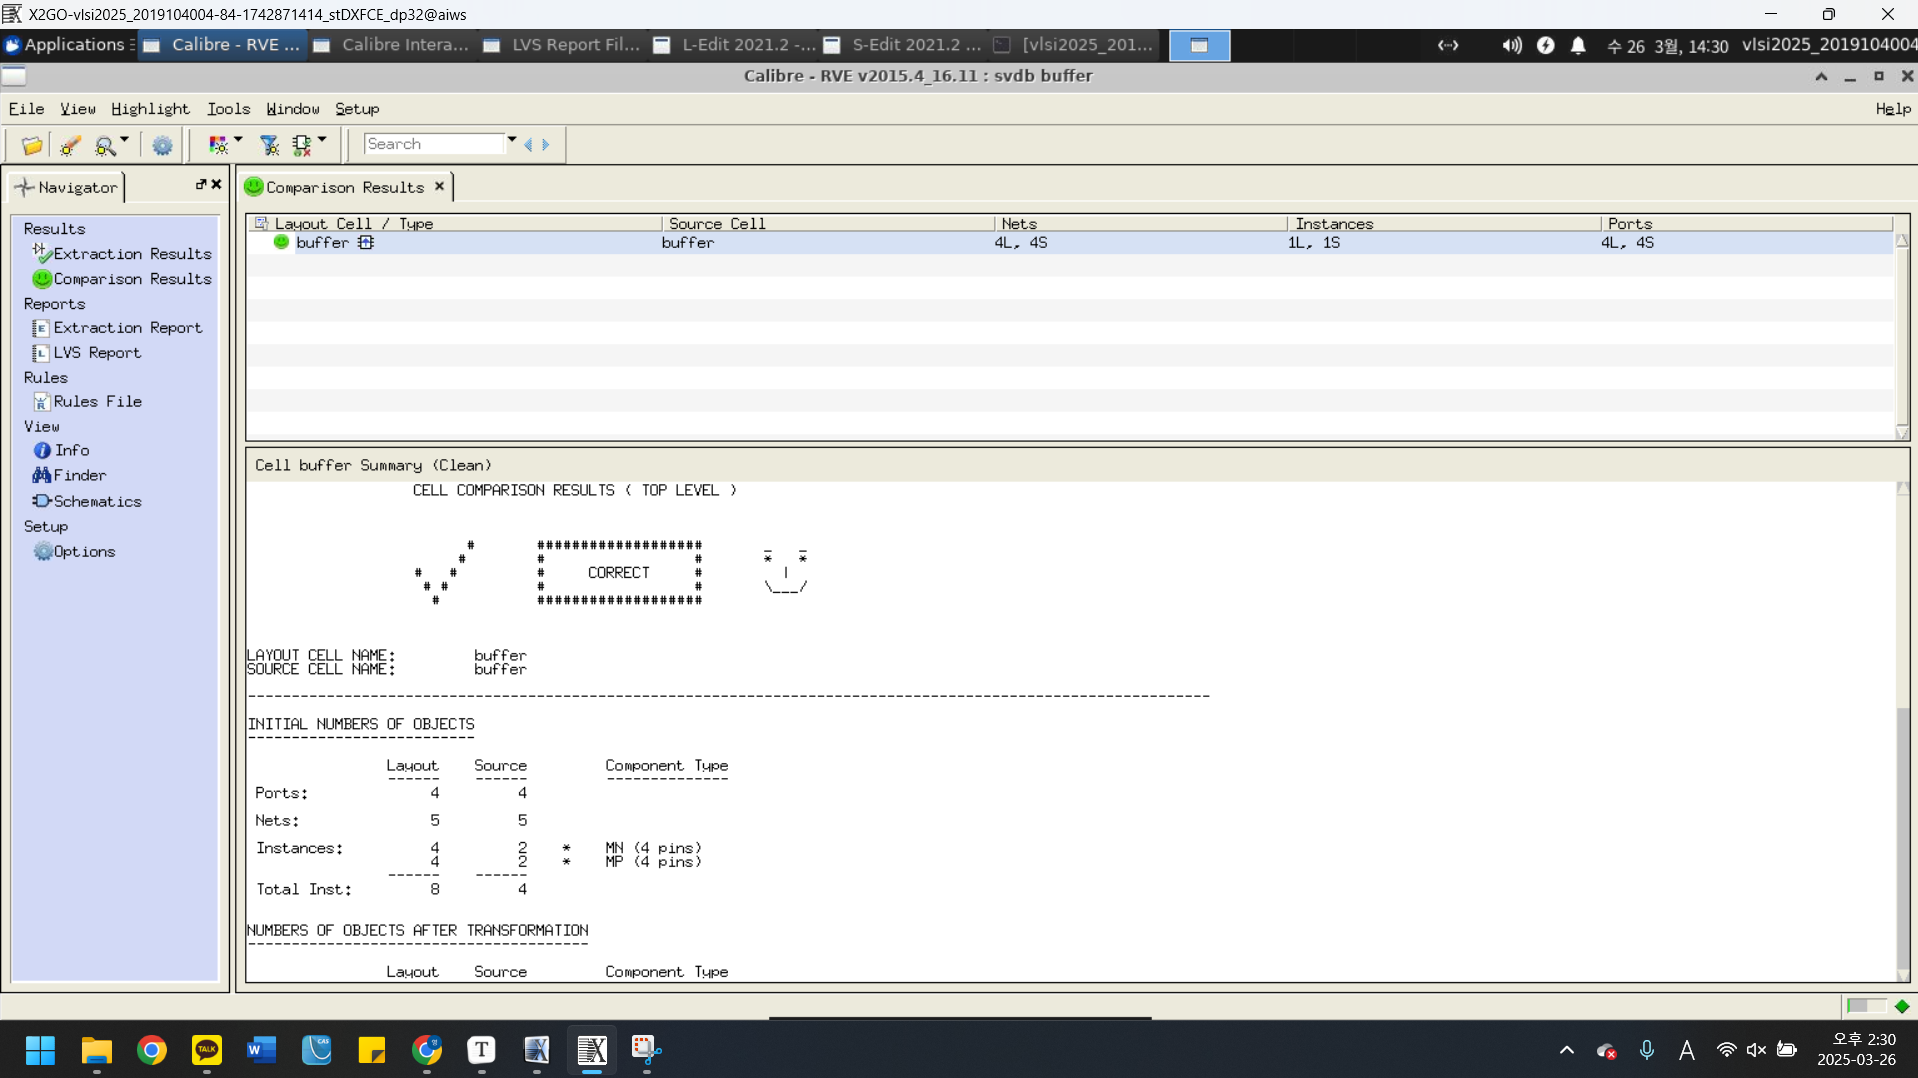 X2GO-vlsi2025_2019104004-84-1742871414_stDXFCE_dp32@aiws
Applications
Calibre - RVE ...
Calibre Intera...
LVS Report Fil...
L-Edit 2021.2 -...
S-Edit 2021.2 ...
[vlsi2025_201...
수 26 3월, 14:30
vlsi2025_2019104004
Calibre - RVE v2015.4_16.11 : svdb buffer
File View Highlight Tools Window Setup Help
Search
Navigator
Comparison Results
Results
Extraction Results
Comparison Results
Reports
Extraction Report
LVS Report
Rules
Rules File
View
Info
Finder
Schematics
Setup
Options
Layout Cell / Type Source Cell Nets Instances Ports
buffer buffer 4L, 4S 1L, 1S 4L, 4S
Cell buffer Summary (Clean)
CELL COMPARISON RESULTS ( TOP LEVEL )
CORRECT
LAYOUT CELL NAME: buffer
SOURCE CELL NAME: buffer
INITIAL NUMBERS OF OBJECTS
Layout Source Component Type
Ports: 4 4
Nets: 5 5
Instances: 4 2 * MN (4 pins)
4 2 * MP (4 pins)
Total Inst: 8 4
NUMBERS OF OBJECTS AFTER TRANSFORMATION
Layout Source Component Type
TALK
CAS
A
오후 2:30
2025-03-26